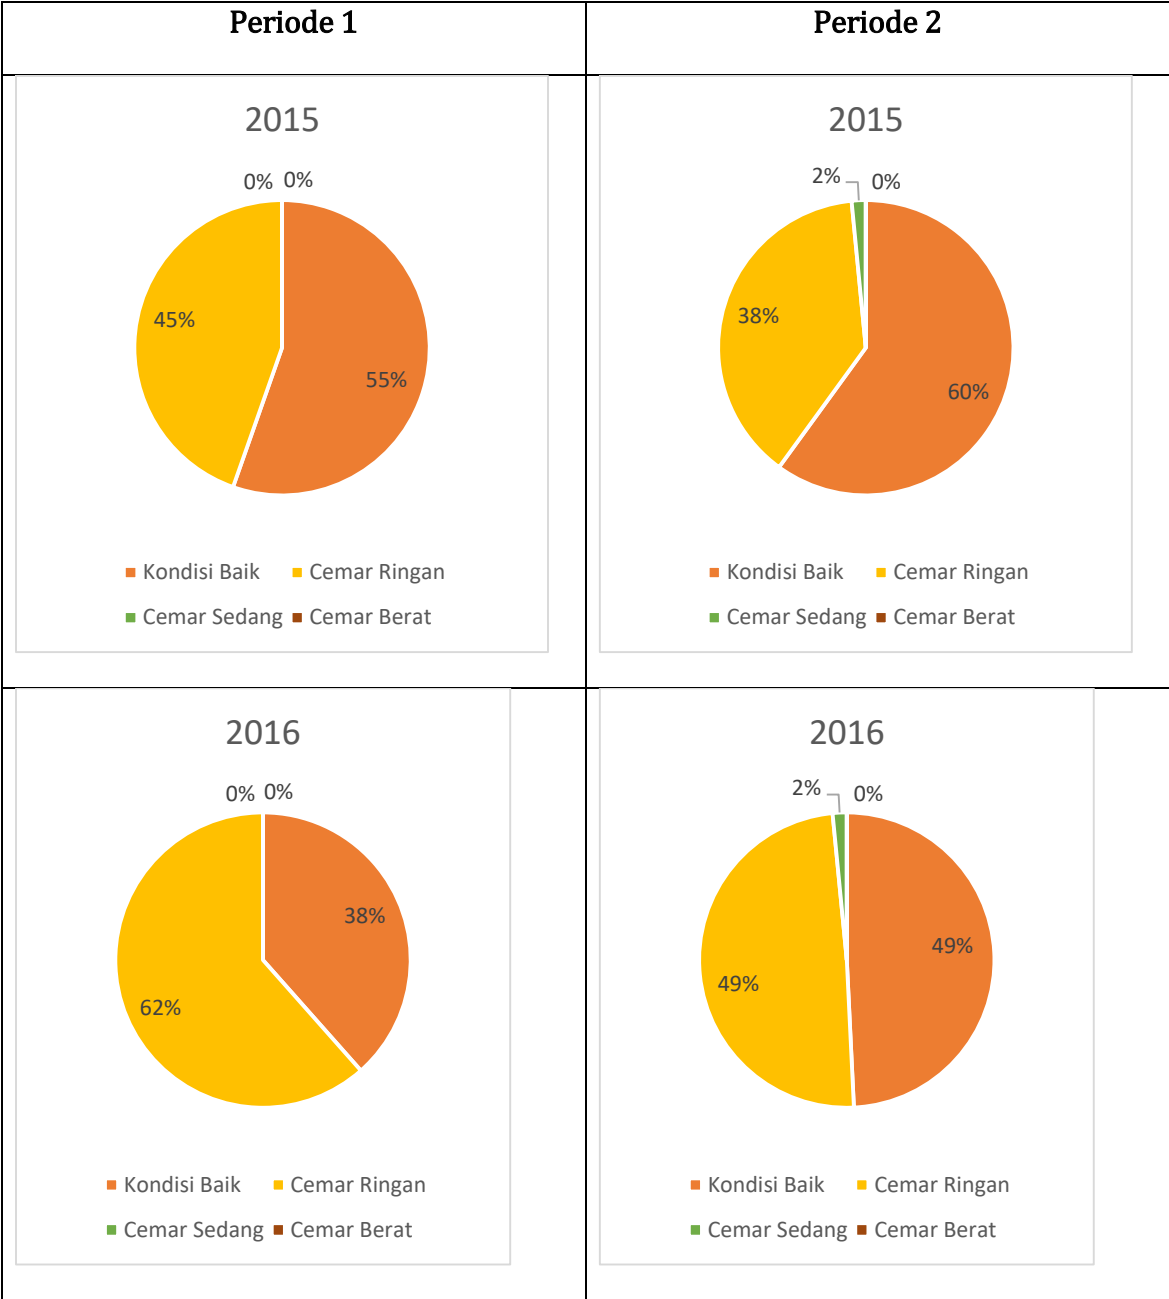 Periode 1
Periode 2
2015
0% 0%
45%
55%
Kondisi Baik Cemar Ringan
Cemar Sedang Cemar Berat
2015
2% 0%
38%
60%
Kondisi Baik Cemar Ringan
Cemar Sedang Cemar Berat
2016
0% 0%
38%
62%
Kondisi Baik Cemar Ringan
Cemar Sedang Cemar Berat
2016
2% 0%
49%
49%
Kondisi Baik Cemar Ringan
Cemar Sedang Cemar Berat